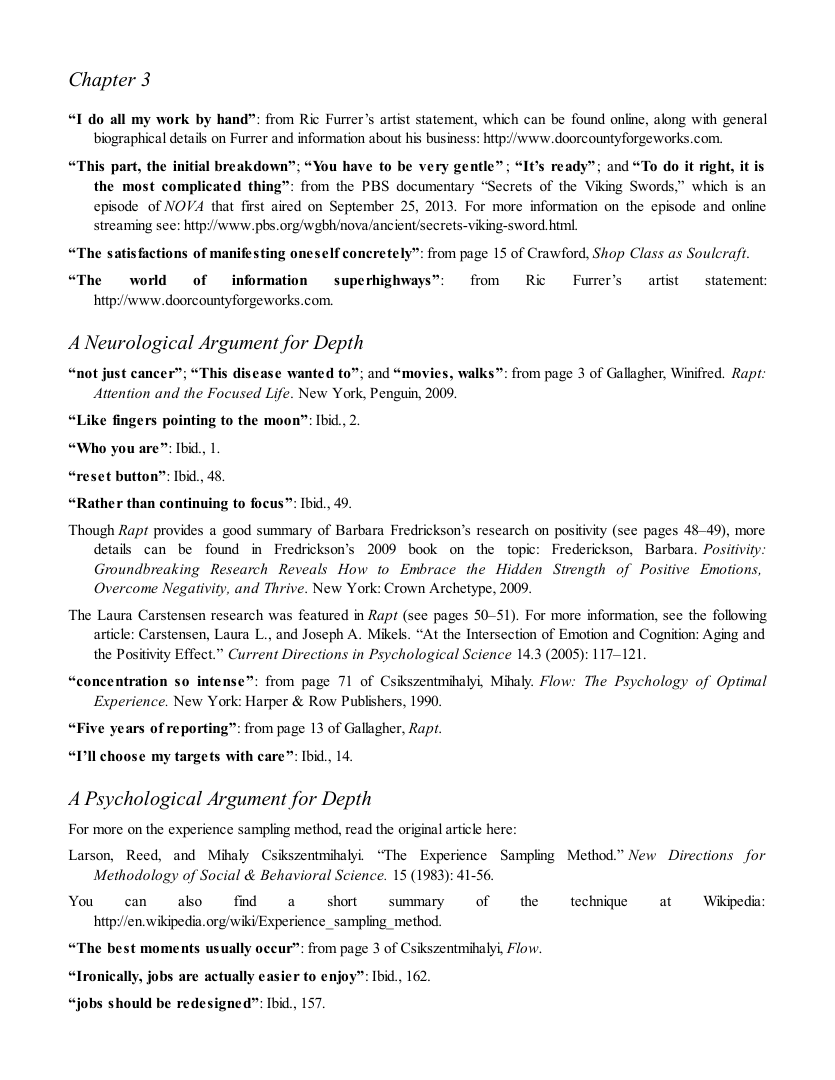 Chapter 3
“I do all my work by hand”: from Ric Furrer’s artist statement, which can be found online, along with general
biographical details on Furrer and information about his business: http://www.doorcountyforgeworks.com.
“This part, the initial breakdown”; “You have to be very gentle”; “It’s ready”; and “To do it right, it is
the most complicated thing”: from the PBS documentary “Secrets of the Viking Swords,” which is an
episode of NOVA that first aired on September 25, 2013. For more information on the episode and online
streaming see: http://www.pbs.org/wgbh/nova/ancient/secrets-viking-sword.html.
“The satisfactions of manifesting oneself concretely”: from page 15 of Crawford, Shop Class as Soulcraft.
“The world of information superhighways”: from Ric Furrer’s artist statement:
http://www.doorcountyforgeworks.com.
A Neurological Argument for Depth
“not just cancer”; “This disease wanted to”; and “movies, walks”: from page 3 of Gallagher, Winifred. Rapt:
Attention and the Focused Life. New York, Penguin, 2009.
“Like fingers pointing to the moon”: Ibid., 2.
“Who you are”: Ibid., 1.
“reset button”: Ibid., 48.
“Rather than continuing to focus”: Ibid., 49.
Though Rapt provides a good summary of Barbara Fredrickson’s research on positivity (see pages 48–49), more
details can be found in Fredrickson’s 2009 book on the topic: Frederickson, Barbara. Positivity:
Groundbreaking Research Reveals How to Embrace the Hidden Strength of Positive Emotions,
Overcome Negativity, and Thrive. New York: Crown Archetype, 2009.
The Laura Carstensen research was featured in Rapt (see pages 50–51). For more information, see the following
article: Carstensen, Laura L., and Joseph A. Mikels. “At the Intersection of Emotion and Cognition: Aging and
the Positivity Effect.” Current Directions in Psychological Science 14.3 (2005): 117–121.
“concentration so intense”: from page 71 of Csikszentmihalyi, Mihaly. Flow: The Psychology of Optimal
Experience. New York: Harper & Row Publishers, 1990.
“Five years of reporting”: from page 13 of Gallagher, Rapt.
“I’ll choose my targets with care”: Ibid., 14.
A Psychological Argument for Depth
For more on the experience sampling method, read the original article here:
Larson, Reed, and Mihaly Csikszentmihalyi. “The Experience Sampling Method.” New Directions for
Methodology of Social & Behavioral Science. 15 (1983): 41-56.
You can also find a short summary of the technique at Wikipedia:
http://en.wikipedia.org/wiki/Experience_sampling_method.
“The best moments usually occur”: from page 3 of Csikszentmihalyi, Flow.
“Ironically, jobs are actually easier to enjoy”: Ibid., 162.
“jobs should be redesigned”: Ibid., 157.